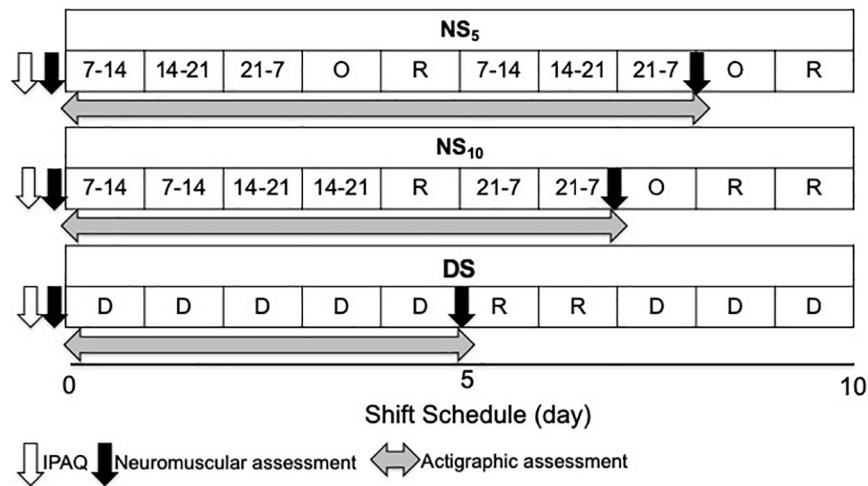 NS₅
7-14 14-21 21-7 O R 7-14 14-21 21-7 O R
NS₁₀
7-14 7-14 14-21 14-21 R 21-7 21-7 O R R
DS
D D D D D R R D D D
0 5 10
Shift Schedule (day)
IPAQ Neuromuscular assessment Actigraphic assessment